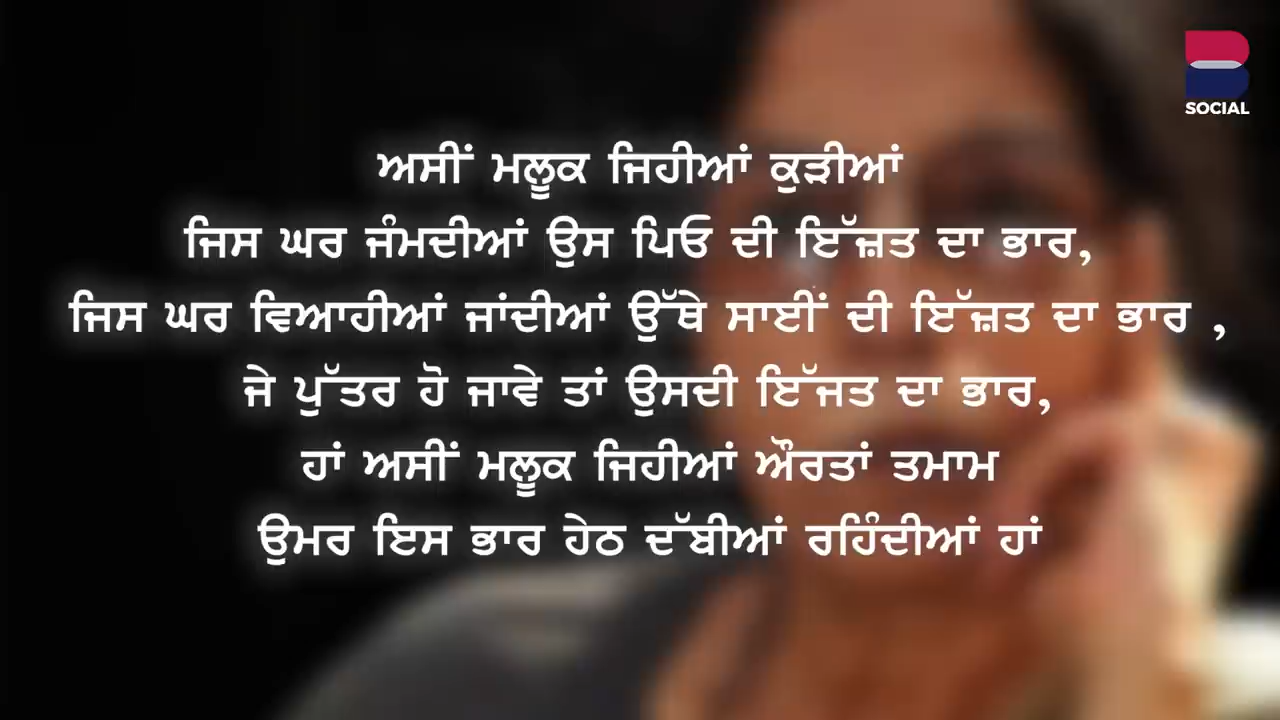 SOCIAL
ਅਸੀਂ ਮਲੂਕ ਜਿਹੀਆਂ ਕੁੜੀਆਂ
ਜਿਸ ਘਰ ਜੰਮਦੀਆਂ ਉਸ ਪਿਓ ਦੀ ਇੱਜ਼ਤ ਦਾ ਭਾਰ,
ਜਿਸ ਘਰ ਵਿਆਹੀਆਂ ਜਾਂਦੀਆਂ ਉੱਥੇ ਸਾਈਂ ਦੀ ਇੱਜ਼ਤ ਦਾ ਭਾਰ ,
ਜੇ ਪੁੱਤਰ ਹੋ ਜਾਵੇ ਤਾਂ ਉਸਦੀ ਇੱਜਤ ਦਾ ਭਾਰ,
ਹਾਂ ਅਸੀਂ ਮਲੂਕ ਜਿਹੀਆਂ ਔਰਤਾਂ ਤਮਾਮ
ਉਮਰ ਇਸ ਭਾਰ ਹੇਠ ਦੱਬੀਆਂ ਰਹਿੰਦੀਆਂ ਹਾਂ